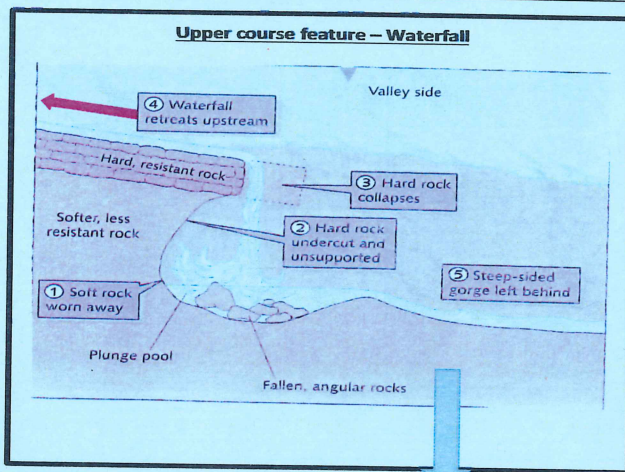 Upper course feature – Waterfall
Valley side
④ Waterfall
retreats upstream
Hard, resistant rock
③ Hard rock
collapses
Softer, less
resistant rock
② Hard rock
undercut and
unsupported
⑤ Steep-sided
gorge left behind
① Soft rock
worn away
Plunge pool
Fallen, angular rocks